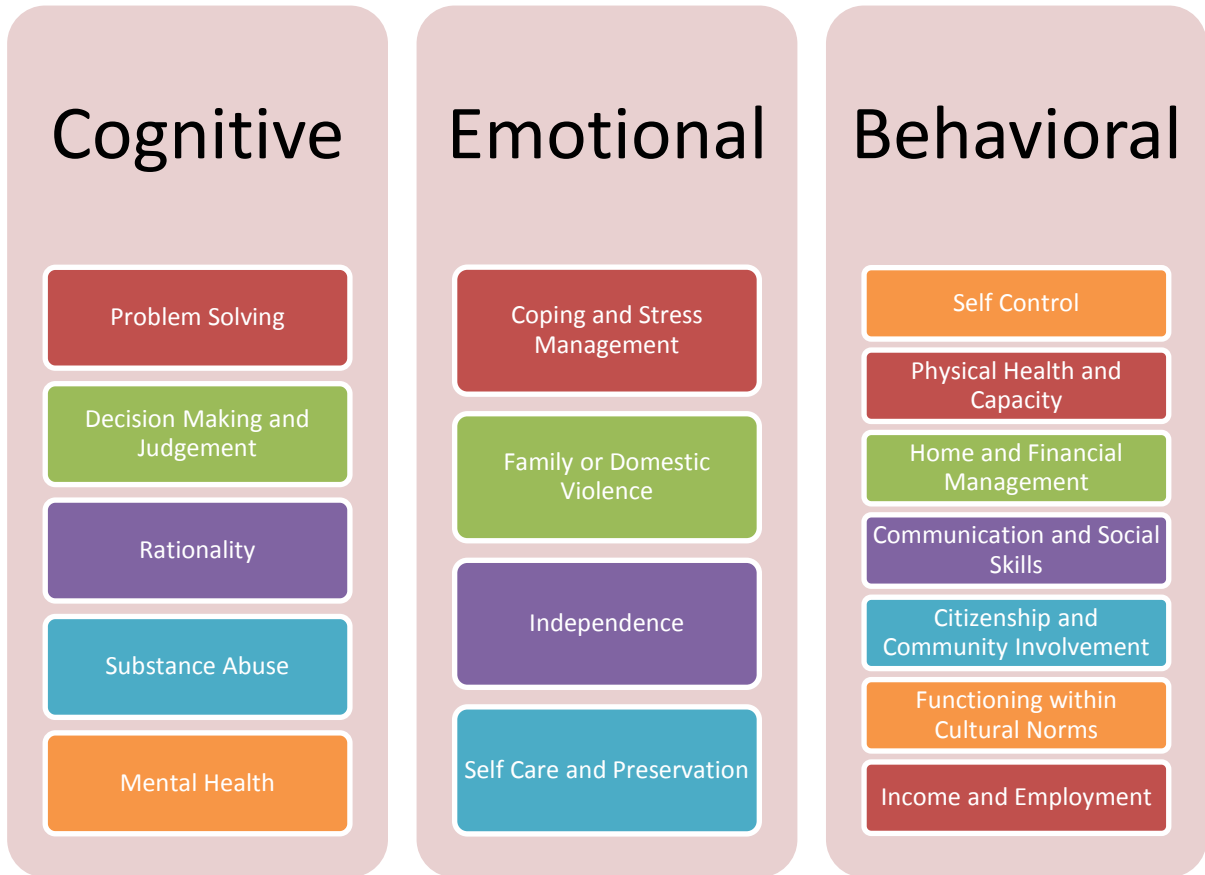 Cognitive
Problem Solving
Decision Making and
Judgement
Rationality
Substance Abuse
Mental Health
Emotional
Coping and Stress
Management
Family or Domestic
Violence
Independence
Self Care and Preservation
Behavioral
Self Control
Physical Health and
Capacity
Home and Financial
Management
Communication and Social
Skills
Citizenship and
Community Involvement
Functioning within
Cultural Norms
Income and Employment